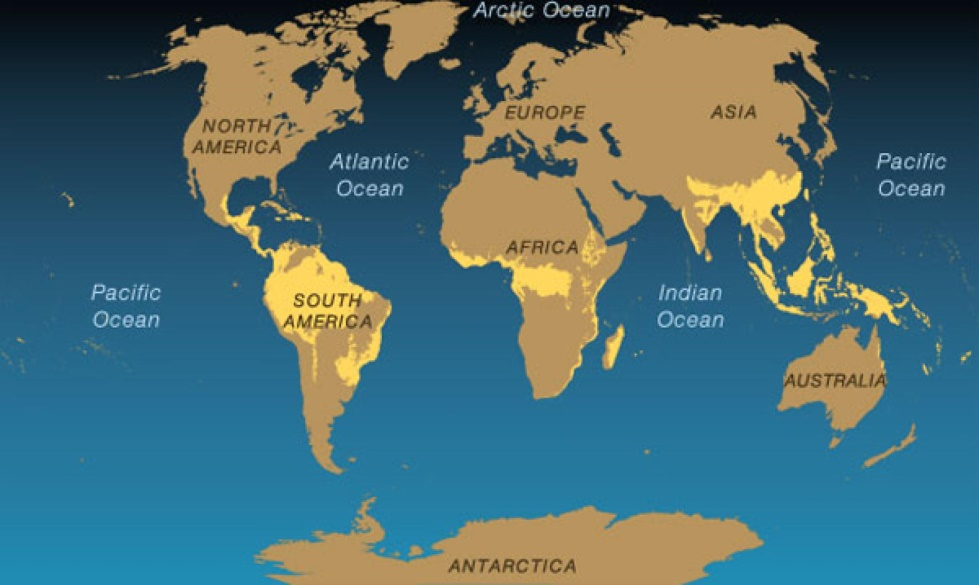 Arctic Ocean
NORTH
AMERICA
EUROPE
ASIA
Atlantic
Ocean
Pacific
Ocean
AFRICA
Pacific
Ocean
SOUTH
AMERICA
Indian
Ocean
AUSTRALIA
ANTARCTICA